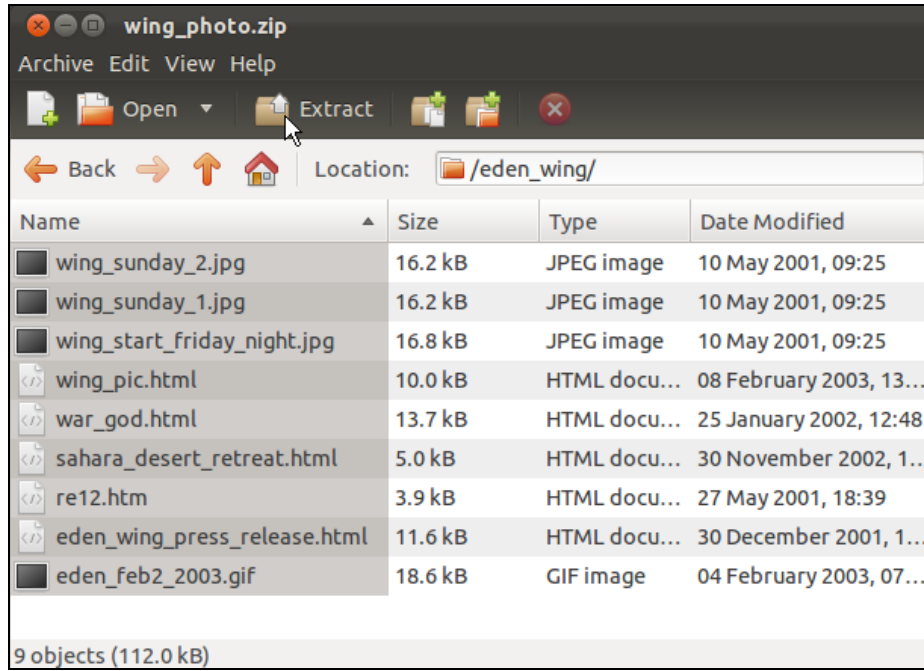 wing_photo.zip
Archive Edit View Help
Open Extract
Back Location: /eden_wing/
Name Size Type Date Modified
wing_sunday_2.jpg 16.2 kB JPEG image 10 May 2001, 09:25
wing_sunday_1.jpg 16.2 kB JPEG image 10 May 2001, 09:25
wing_start_friday_night.jpg 16.8 kB JPEG image 10 May 2001, 09:25
wing_pic.html 10.0 kB HTML docu... 08 February 2003, 13...
war_god.html 13.7 kB HTML docu... 25 January 2002, 12:48
sahara_desert_retreat.html 5.0 kB HTML docu... 30 November 2002, 1...
re12.htm 3.9 kB HTML docu... 27 May 2001, 18:39
eden_wing_press_release.html 11.6 kB HTML docu... 30 December 2001, 1...
eden_feb2_2003.gif 18.6 kB GIF image 04 February 2003, 07...
9 objects (112.0 kB)